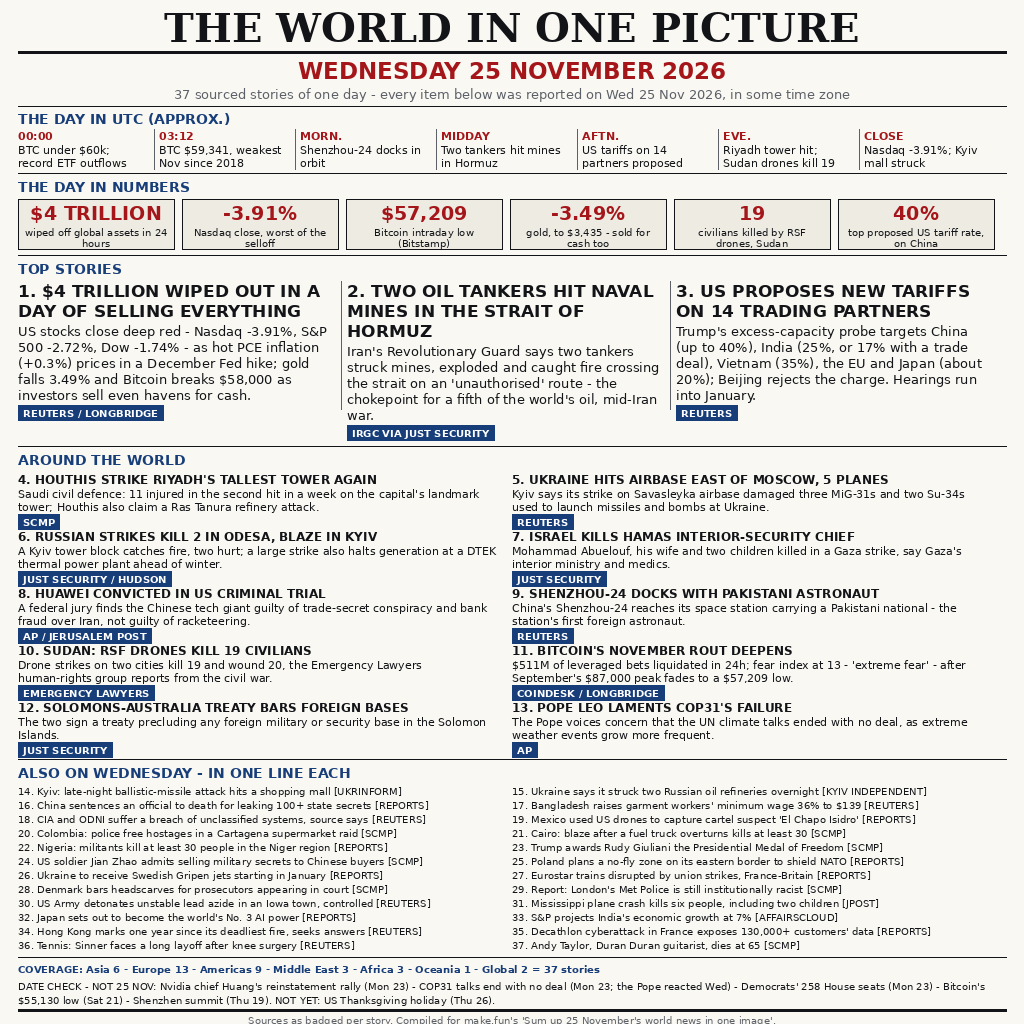 THE WORLD IN ONE PICTURE
WEDNESDAY 25 NOVEMBER 2026
37 sourced stories of one day - every item below was reported on Wed 25 Nov 2026, in some time zone
THE DAY IN UTC (APPROX.)
00:00
BTC under $60k;
record ETF outflows
03:12
BTC $59,341, weakest
Nov since 2018
MORN.
Shenzhou-24 docks in
orbit
MIDDAY
Two tankers hit mines
in Hormuz
AFTN.
US tariffs on 14
partners proposed
EVE.
Riyadh tower hit;
Sudan drones kill 19
CLOSE
Nasdaq -3.91%; Kyiv
mall struck
THE DAY IN NUMBERS
$4 TRILLION
wiped off global assets in 24
hours
-3.91%
Nasdaq close, worst of the
selloff
$57,209
Bitcoin intraday low
(Bitstamp)
-3.49%
gold, to $3,435 - sold for
cash too
19
civilians killed by RSF
drones, Sudan
40%
top proposed US tariff rate,
on China
TOP STORIES
1. $4 TRILLION WIPED OUT IN A
DAY OF SELLING EVERYTHING
US stocks close deep red - Nasdaq -3.91%, S&P
500 -2.72%, Dow -1.74% - as hot PCE inflation
(+0.3%) prices in a December Fed hike; gold
falls 3.49% and Bitcoin breaks $58,000 as
investors sell even havens for cash.
REUTERS / LONGBRIDGE
2. TWO OIL TANKERS HIT NAVAL
MINES IN THE STRAIT OF
HORMUZ
Iran's Revolutionary Guard says two tankers
struck mines, exploded and caught fire crossing
the strait on an 'unauthorised' route - the
chokepoint for a fifth of the world's oil, mid-Iran
war.
IRGC VIA JUST SECURITY
3. US PROPOSES NEW TARIFFS
ON 14 TRADING PARTNERS
Trump's excess-capacity probe targets China
(up to 40%), India (25%, or 17% with a trade
deal), Vietnam (35%), the EU and Japan (about
20%); Beijing rejects the charge. Hearings run
into January.
REUTERS
AROUND THE WORLD
4. HOUTHIS STRIKE RIYADH'S TALLEST TOWER AGAIN
Saudi civil defence: 11 injured in the second hit in a week on the capital's landmark
tower; Houthis also claim a Ras Tanura refinery attack.
SCMP
5. UKRAINE HITS AIRBASE EAST OF MOSCOW, 5 PLANES
Kyiv says its strike on Savasleyka airbase damaged three MiG-31s and two Su-34s
used to launch missiles and bombs at Ukraine.
REUTERS
6. RUSSIAN STRIKES KILL 2 IN ODESA, BLAZE IN KYIV
A Kyiv tower block catches fire, two hurt; a large strike also halts generation at a DTEK
thermal power plant ahead of winter.
JUST SECURITY / HUDSON
7. ISRAEL KILLS HAMAS INTERIOR-SECURITY CHIEF
Mohammad Abuelouf, his wife and two children killed in a Gaza strike, say Gaza's
interior ministry and medics.
JUST SECURITY
8. HUAWEI CONVICTED IN US CRIMINAL TRIAL
A federal jury finds the Chinese tech giant guilty of trade-secret conspiracy and bank
fraud over Iran, not guilty of racketeering.
AP / JERUSALEM POST
9. SHENZHOU-24 DOCKS WITH PAKISTANI ASTRONAUT
China's Shenzhou-24 reaches its space station carrying a Pakistani national - the
station's first foreign astronaut.
REUTERS
10. SUDAN: RSF DRONES KILL 19 CIVILIANS
Drone strikes on two cities kill 19 and wound 20, the Emergency Lawyers
human-rights group reports from the civil war.
EMERGENCY LAWYERS
11. BITCOIN'S NOVEMBER ROUT DEEPENS
$511M of leveraged bets liquidated in 24h; fear index at 13 - 'extreme fear' - after
September's $87,000 peak fades to a $57,209 low.
COINDESK / LONGBRIDGE
12. SOLOMONS-AUSTRALIA TREATY BARS FOREIGN BASES
The two sign a treaty precluding any foreign military or security base in the Solomon
Islands.
JUST SECURITY
13. POPE LEO LAMENTS COP31'S FAILURE
The Pope voices concern that the UN climate talks ended with no deal, as extreme
weather events grow more frequent.
AP
ALSO ON WEDNESDAY - IN ONE LINE EACH
14. Kyiv: late-night ballistic-missile attack hits a shopping mall [UKRINFORM]
15. Ukraine says it struck two Russian oil refineries overnight [KYIV INDEPENDENT]
16. China sentences an official to death for leaking 100+ state secrets [REPORTS]
17. Bangladesh raises garment workers' minimum wage 36% to $139 [REUTERS]
18. CIA and ODNI suffer a breach of unclassified systems, source says [REUTERS]
19. Mexico used US drones to capture cartel suspect 'El Chapo Isidro' [REPORTS]
20. Colombia: police free hostages in a Cartagena supermarket raid [SCMP]
21. Cairo: blaze after a fuel truck overturns kills at least 30 [SCMP]
22. Nigeria: militants kill at least 30 people in the Niger region [REPORTS]
23. Trump awards Rudy Giuliani the Presidential Medal of Freedom [SCMP]
24. US soldier Jian Zhao admits selling military secrets to Chinese buyers [SCMP]
25. Poland plans a no-fly zone on its eastern border to shield NATO [REPORTS]
26. Ukraine to receive Swedish Gripen jets starting in January [REPORTS]
27. Eurostar trains disrupted by union strikes, France-Britain [REPORTS]
28. Denmark bars headscarves for prosecutors appearing in court [SCMP]
29. Report: London's Met Police is still institutionally racist [SCMP]
30. US Army detonates unstable lead azide in an Iowa town, controlled [REUTERS]
31. Mississippi plane crash kills six people, including two children [JPOST]
32. Japan sets out to become the world's No. 3 AI power [REPORTS]
33. S&P projects India's economic growth at 7% [AFFAIRSCLOUD]
34. Hong Kong marks one year since its deadliest fire, seeks answers [REUTERS]
35. Decathlon cyberattack in France exposes 130,000+ customers' data [REPORTS]
36. Tennis: Sinner faces a long layoff after knee surgery [REUTERS]
37. Andy Taylor, Duran Duran guitarist, dies at 65 [SCMP]
COVERAGE: Asia 6 - Europe 13 - Americas 9 - Middle East 3 - Africa 3 - Oceania 1 - Global 2 = 37 stories
DATE CHECK - NOT 25 NOV: Nvidia chief Huang's reinstatement rally (Mon 23) - COP31 talks end with no deal (Mon 23; the Pope reacted Wed) - Democrats' 258 House seats (Mon 23) - Bitcoin's
$55,130 low (Sat 21) - Shenzhen summit (Thu 19). NOT YET: US Thanksgiving holiday (Thu 26).
Sources as badged per story. Compiled for make.fun's 'Sum up 25 November's world news in one image'.